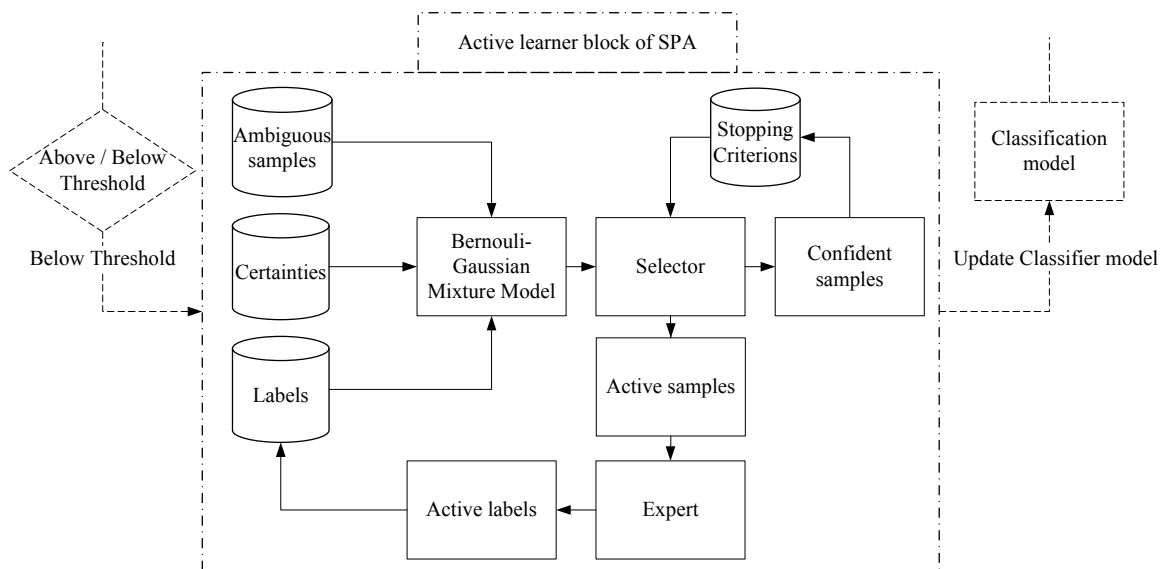 Active learner block of SPA
Above / Below
Threshold
Below Threshold
Ambiguous
samples
Certainties
Labels
Bernouli-
Gaussian
Mixture Model
Stopping
Criterions
Selector
Confident
samples
Active samples
Expert
Active labels
Classification
model
Update Classifier model